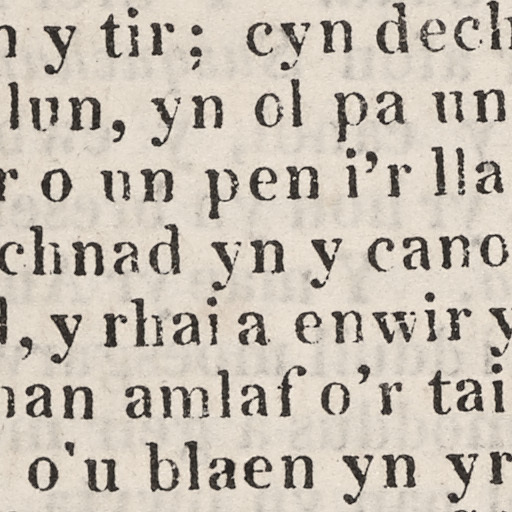 y tir; cyn dech
lun, yn ol pa un
r o un pen i'r lla
chnad yn y cano
, y rhai a enwir y
nan amlaf o'r tai
o'u blaen yn yr